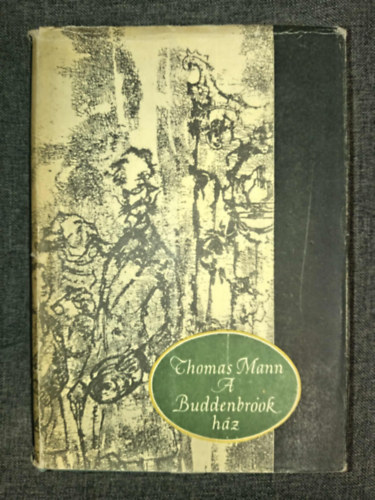 Thomas Mann
A
Buddenbrook
ház